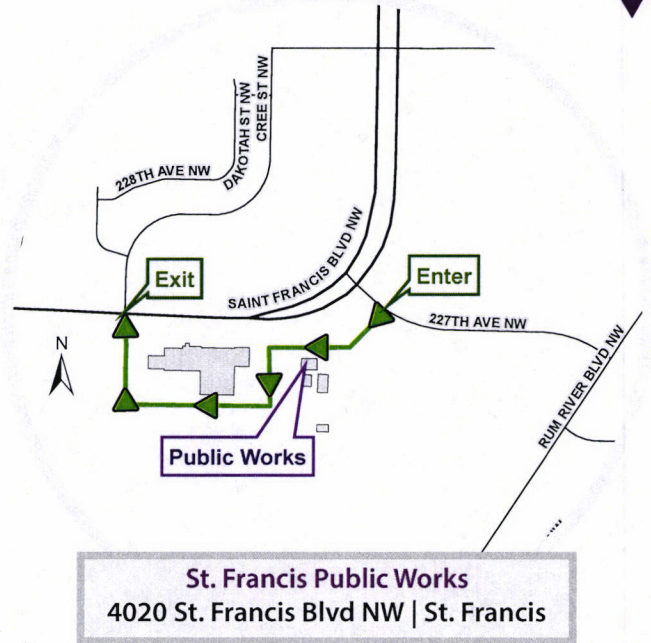 DAKOTAH ST NW
CREE ST NW
228TH AVE NW
SAINT FRANCIS BLVD NW
Exit
Enter
227TH AVE NW
RUM RIVER BLVD NW
N
Public Works
St. Francis Public Works
4020 St. Francis Blvd NW | St. Francis